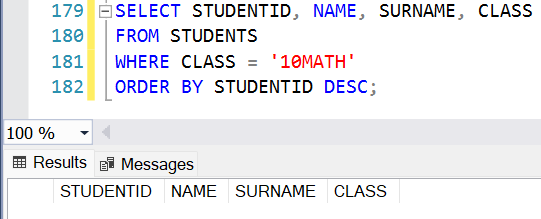 179 SELECT STUDENTID, NAME, SURNAME, CLASS
180 FROM STUDENTS
181 WHERE CLASS = '10MATH'
182 ORDER BY STUDENTID DESC;
100 %
Results Messages
STUDENTID NAME SURNAME CLASS